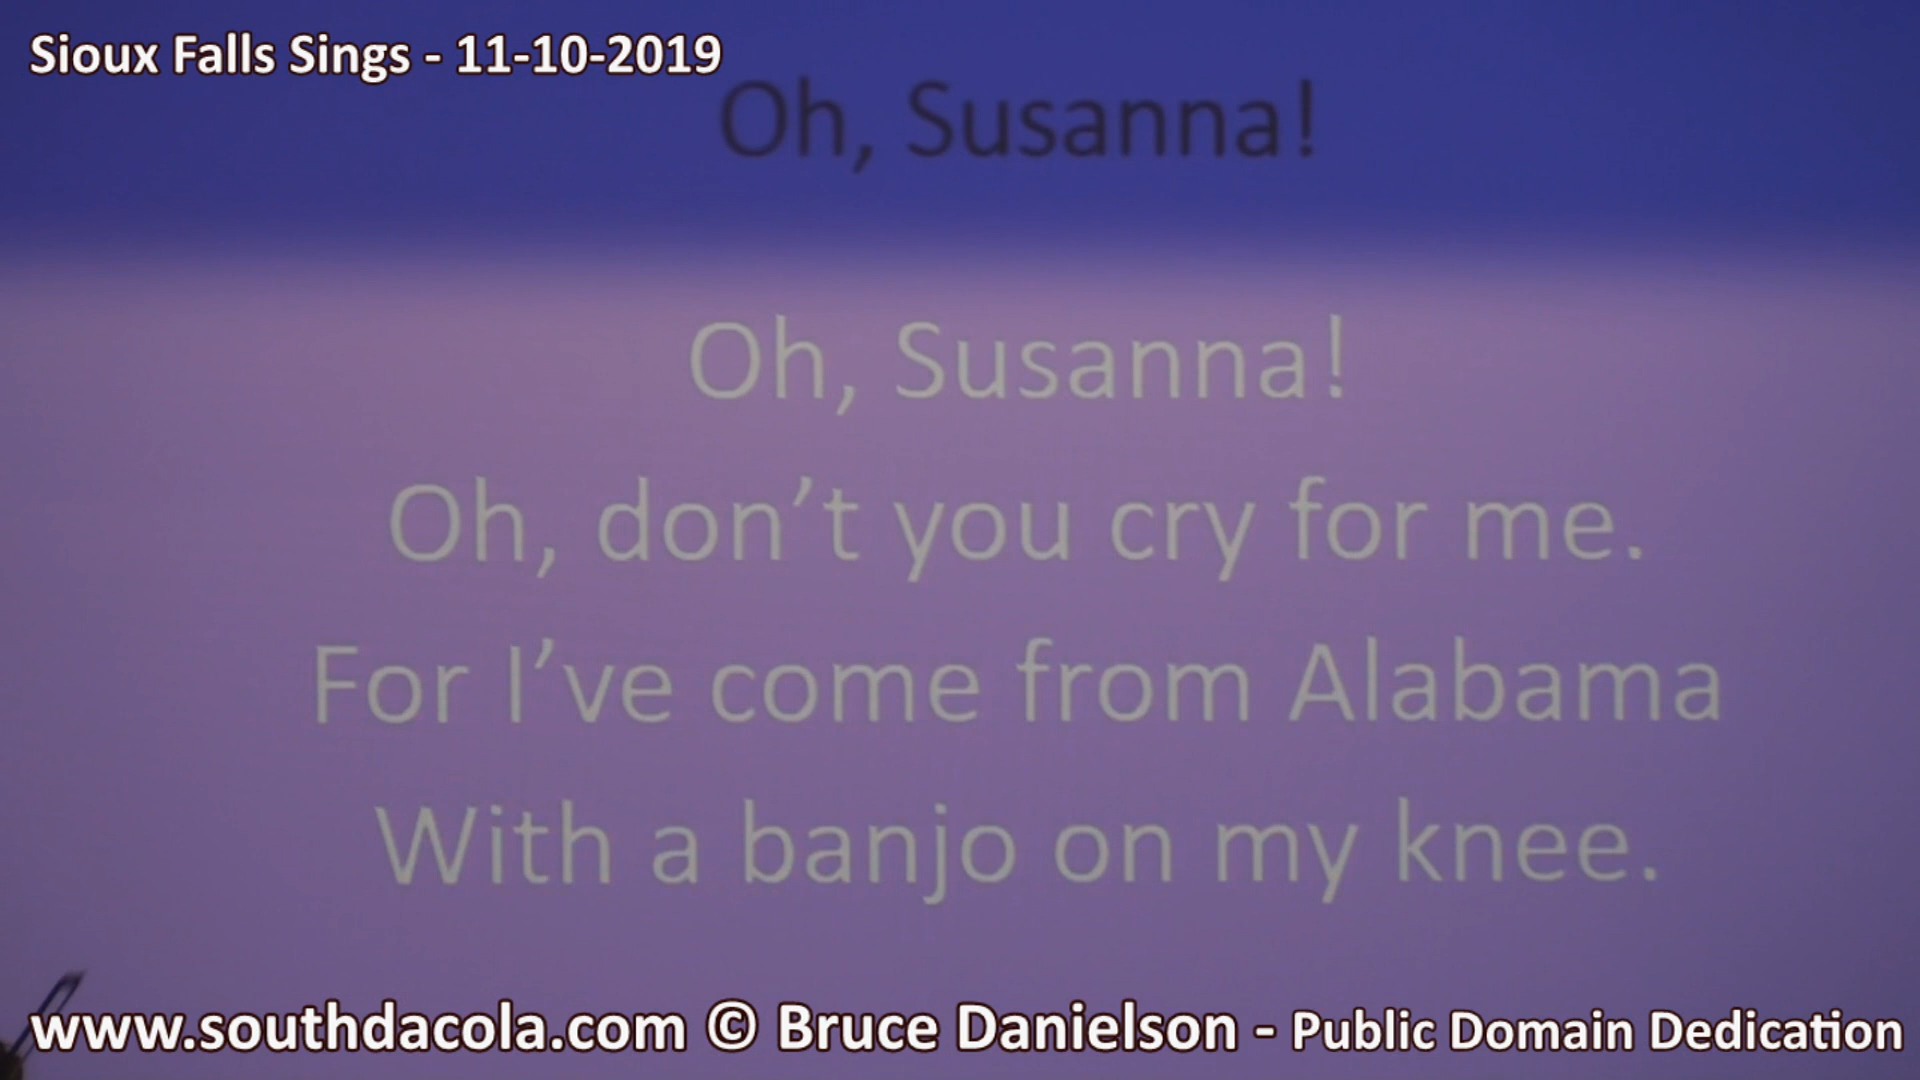 Sioux Falls Sings - 11-10-2019
Oh, Susanna!
Oh, Susanna!
Oh, don’t you cry for me.
For I’ve come from Alabama
With a banjo on my knee.
www.southdacola.com © Bruce Danielson - Public Domain Dedication